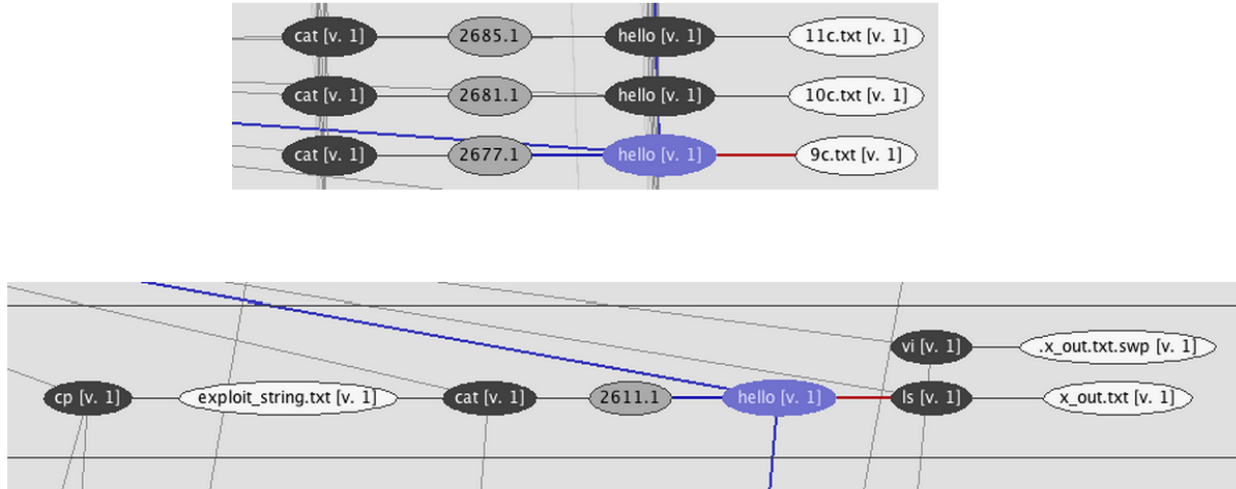 cat [v. 1] 2685.1 hello [v. 1] 11c.txt [v. 1]
cat [v. 1] 2681.1 hello [v. 1] 10c.txt [v. 1]
cat [v. 1] 2677.1 hello [v. 1] 9c.txt [v. 1]
vi [v. 1] .x_out.txt.swp [v. 1]
cp [v. 1] exploit_string.txt [v. 1] cat [v. 1] 2611.1 hello [v. 1] ls [v. 1] x_out.txt [v. 1]